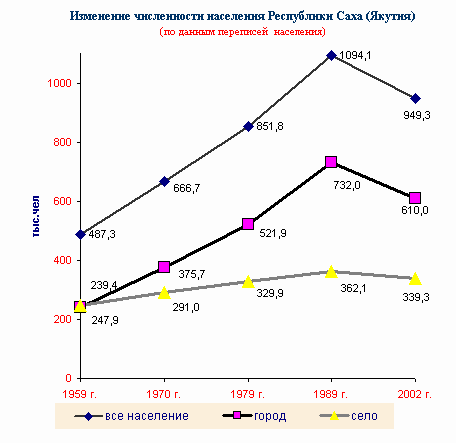 Изменение численности населения Республики Саха (Якутия)
(по данным переписей населения)
тыс.чел
1000
800
600
400
200
0
1094,1
949,3
851,8
666,7
487,3
732,0
610,0
521,9
375,7
239,4
247,9
291,0
329,9
362,1
339,3
1959 г.
1970 г.
1979 г.
1989 г.
2002 г.
все население
город
село